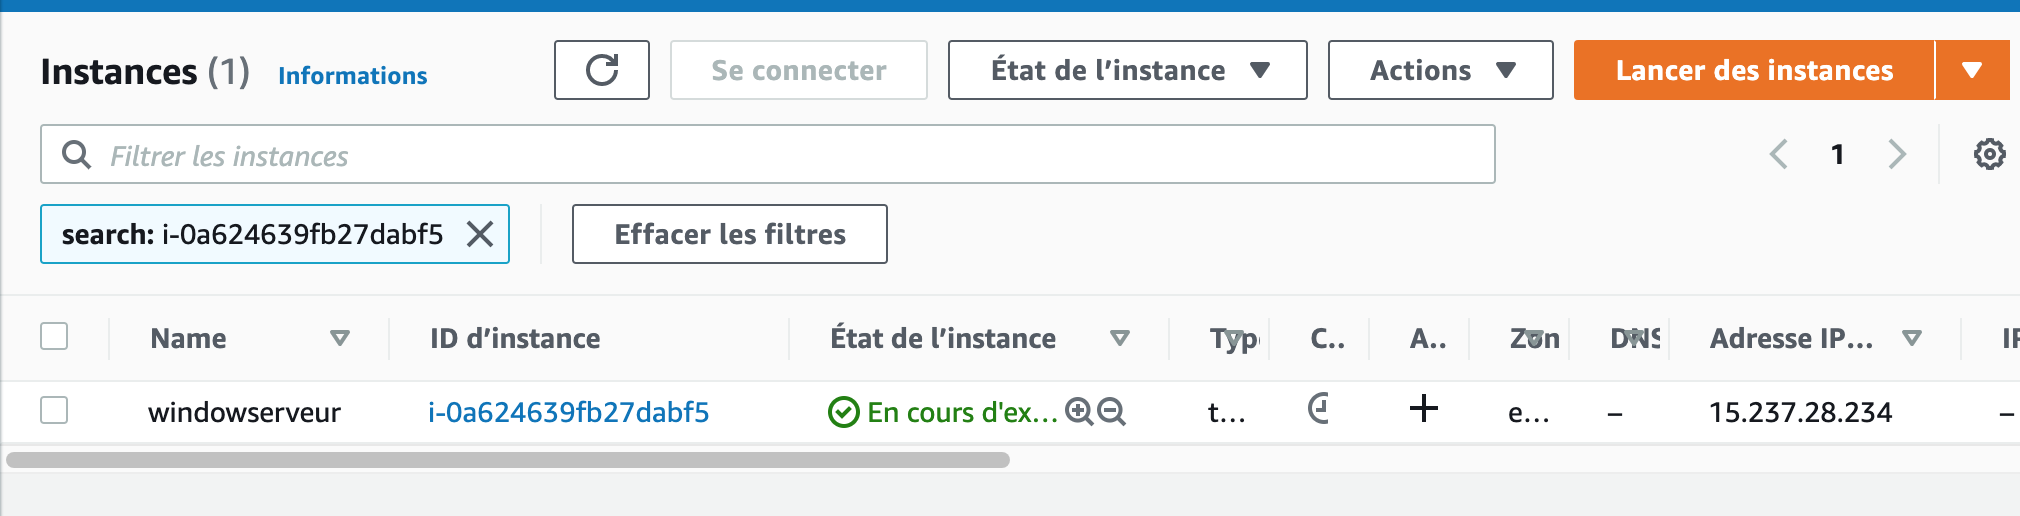 Instances (1) Informations Se connecter État de l’instance Actions Lancer des instances
Filtrer les instances 1
search: i-0a624639fb27dabf5 Effacer les filtres
Name ID d’instance État de l’instance Typ C.. A.. Zon DNS Adresse IP... IP
windowserveur i-0a624639fb27dabf5 En cours d'ex... t... e... – 15.237.28.234 –